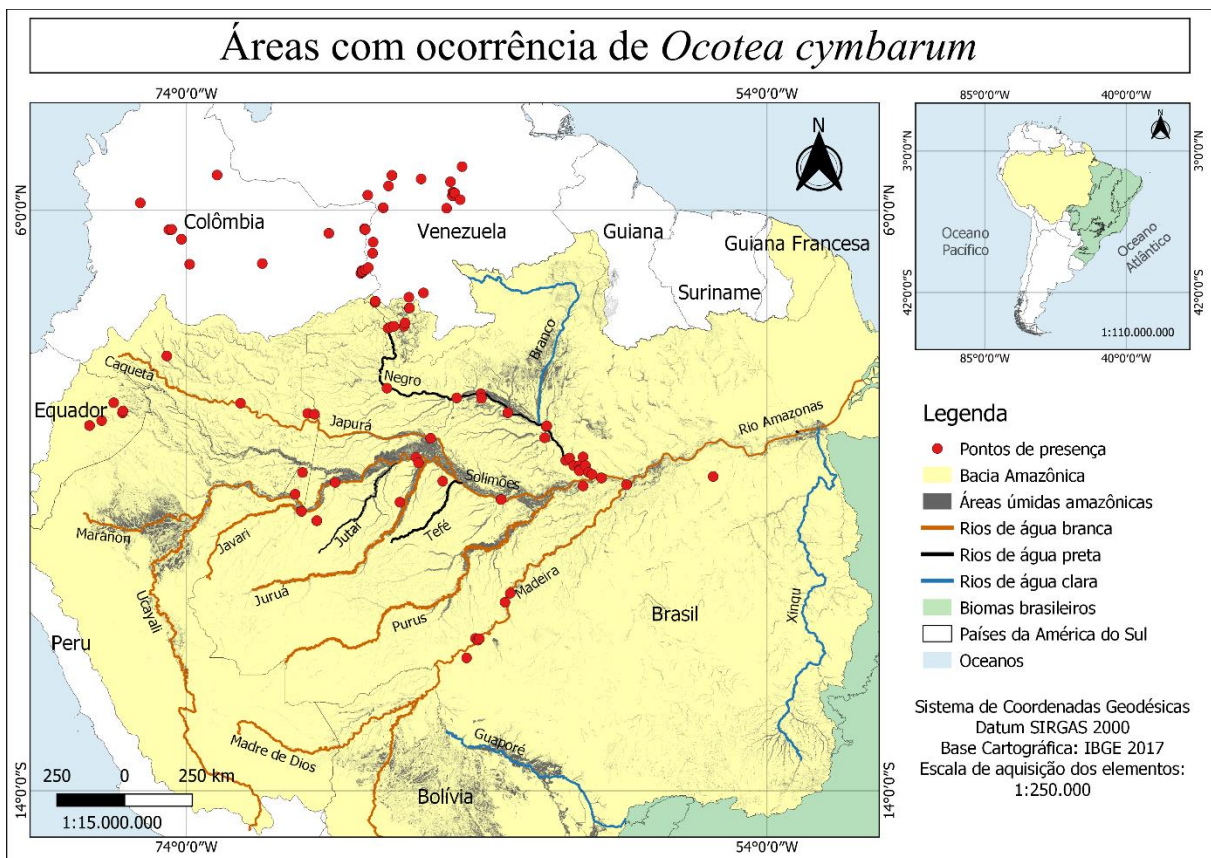 Áreas com ocorrência de Ocotea cymbarum
74°0'0"W
54°0'0"W
6°0'0"N
6°0'0"N
N
Colômbia
Venezuela
Guiana
Guiana Francesa
Suriname
Branco
Caqueta
Negro
Equador
Japurá
Rio Amazonas
Solimões
Marañon
Javari
Jutaí
Tefé
Juruá
Madeira
Ucayali
Purus
Brasil
Xingu
Peru
Madre de Dios
Guaporé
Bolívia
250 0 250 km
1:15.000.000
14°0'0"S
14°0'0"S
74°0'0"W
54°0'0"W
85°0'0"W
40°0'0"W
3°0'0"N
3°0'0"N
N
Oceano
Pacífico
Oceano
Atlântico
42°0'0"S
42°0'0"S
1:110.000.000
85°0'0"W
40°0'0"W
Legenda
Pontos de presença
Bacia Amazônica
Áreas úmidas amazônicas
Rios de água branca
Rios de água preta
Rios de água clara
Biomas brasileiros
Países da América do Sul
Oceanos
Sistema de Coordenadas Geodésicas
Datum SIRGAS 2000
Base Cartográfica: IBGE 2017
Escala de aquisição dos elementos:
1:250.000